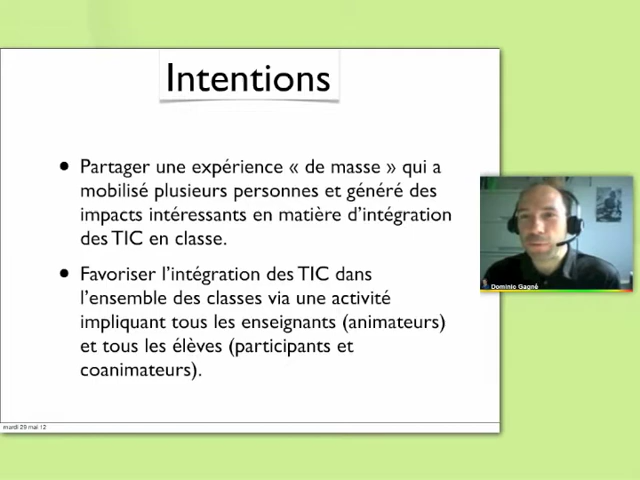 Intentions
• Partager une expérience « de masse » qui a
mobilisé plusieurs personnes et généré des
impacts intéressants en matière d'intégration
des TIC en classe.
• Favoriser l'intégration des TIC dans
l'ensemble des classes via une activité
impliquant tous les enseignants (animateurs)
et tous les élèves (participants et
coanimateurs).
Dominic Gagné
mardi 29 mai 12